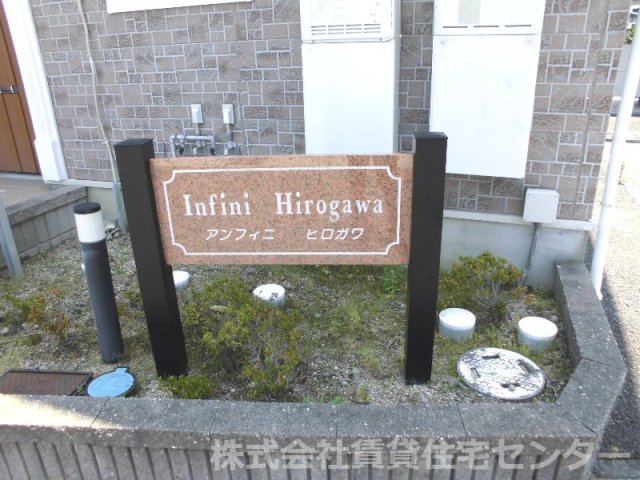 Infini Hirogawa
アンフィニ ヒロガワ
株式会社賃貸住宅センター